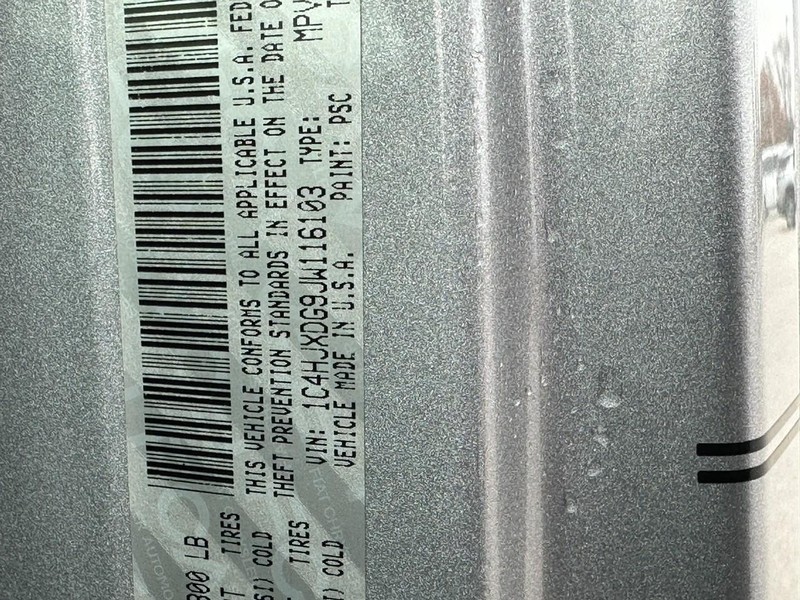 300 LB
TIRES
COLD
THIS VEHICLE CONFORMS TO ALL APPLICABLE U.S.A. FED
THEFT PREVENTION STANDARDS IN EFFECT ON THE DATE O
TIRES VIN: 1C4HJXDG9JW116103 TYPE: MPV
COLD VEHICLE MADE IN U.S.A. PAINT: PSC